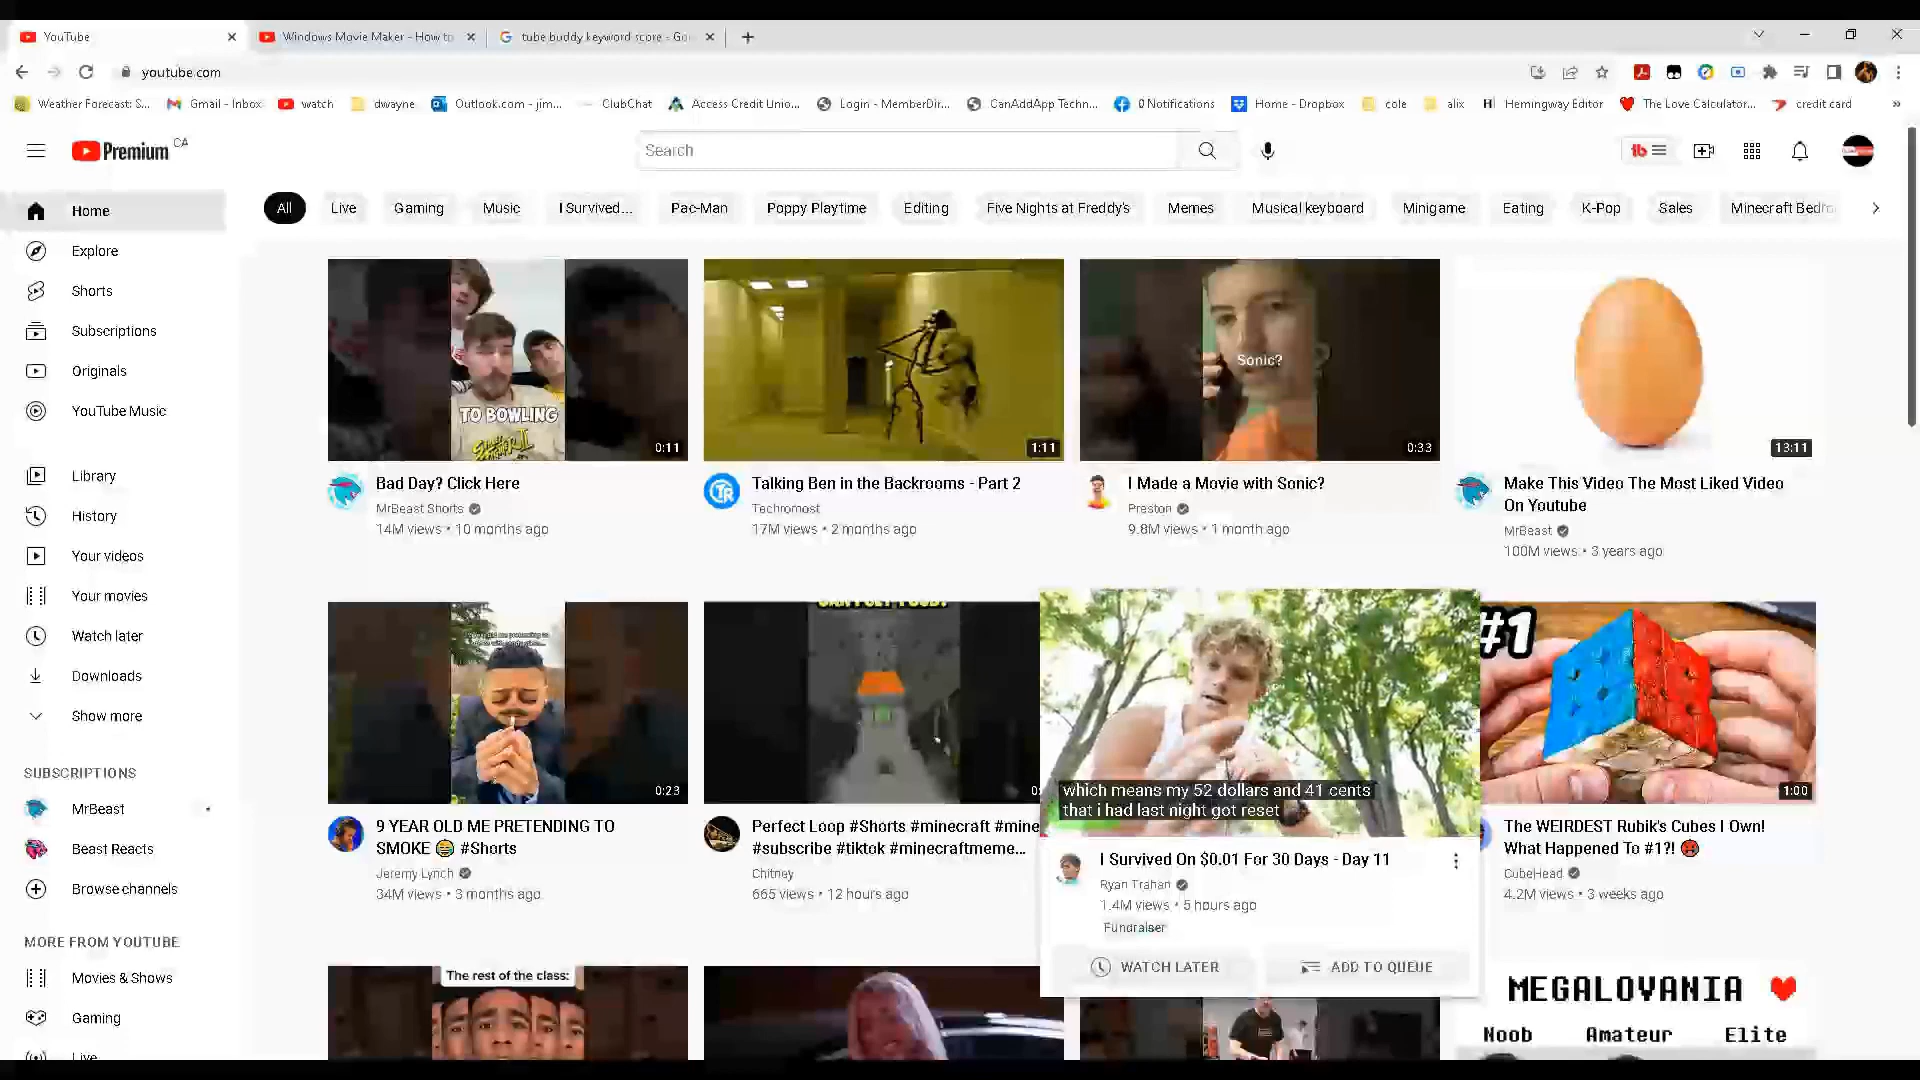 YouTube
Windows Movie Maker - How to
tube buddy keyword score - Go
youtube.com
Weather Forecast: S...
Gmail - Inbox
watch
dwayne
Outlook.com - jim...
ClubChat
Access Credit Unio...
Login - MemberDir...
CanAddApp Techn...
0 Notifications
Home - Dropbox
cole
alix
Hemingway Editor
The Love Calculator...
credit card
»
Premium CA
Search
tb
Home
Explore
Shorts
Subscriptions
Originals
YouTube Music
Library
History
Your videos
Your movies
Watch later
Downloads
Show more
SUBSCRIPTIONS
MrBeast
Beast Reacts
Browse channels
MORE FROM YOUTUBE
Movies & Shows
Gaming
Live
All
Live
Gaming
Music
I Survived...
Pac-Man
Poppy Playtime
Editing
Five Nights at Freddy's
Memes
Musical keyboard
Minigame
Eating
K-Pop
Sales
Minecraft Bedro
TO BOWLING
0:11
Bad Day? Click Here
MrBeast Shorts
14M views • 10 months ago
1:11
Talking Ben in the Backrooms - Part 2
Techromost
17M views • 2 months ago
Sonic?
0:33
I Made a Movie with Sonic?
Preston
9.8M views • 1 month ago
13:11
Make This Video The Most Liked Video
On Youtube
MrBeast
100M views • 3 years ago
0:23
9 YEAR OLD ME PRETENDING TO
SMOKE 😂 #Shorts
Jeremy Lynch
34M views • 3 months ago
Perfect Loop #Shorts #minecraft #mine
#subscribe #tiktok #minecraftmeme...
Chitney
665 views • 12 hours ago
which means my 52 dollars and 41 cents
that i had last night got reset
I Survived On $0.01 For 30 Days - Day 11
Ryan Trahan
1.4M views • 5 hours ago
Fundraiser
WATCH LATER
ADD TO QUEUE
#1
1:00
The WEIRDEST Rubik's Cubes I Own!
What Happened To #1?! 🥵
CubeHead
4.2M views • 3 weeks ago
The rest of the class:
MEGALOVANIA ❤
Noob Amateur Elite